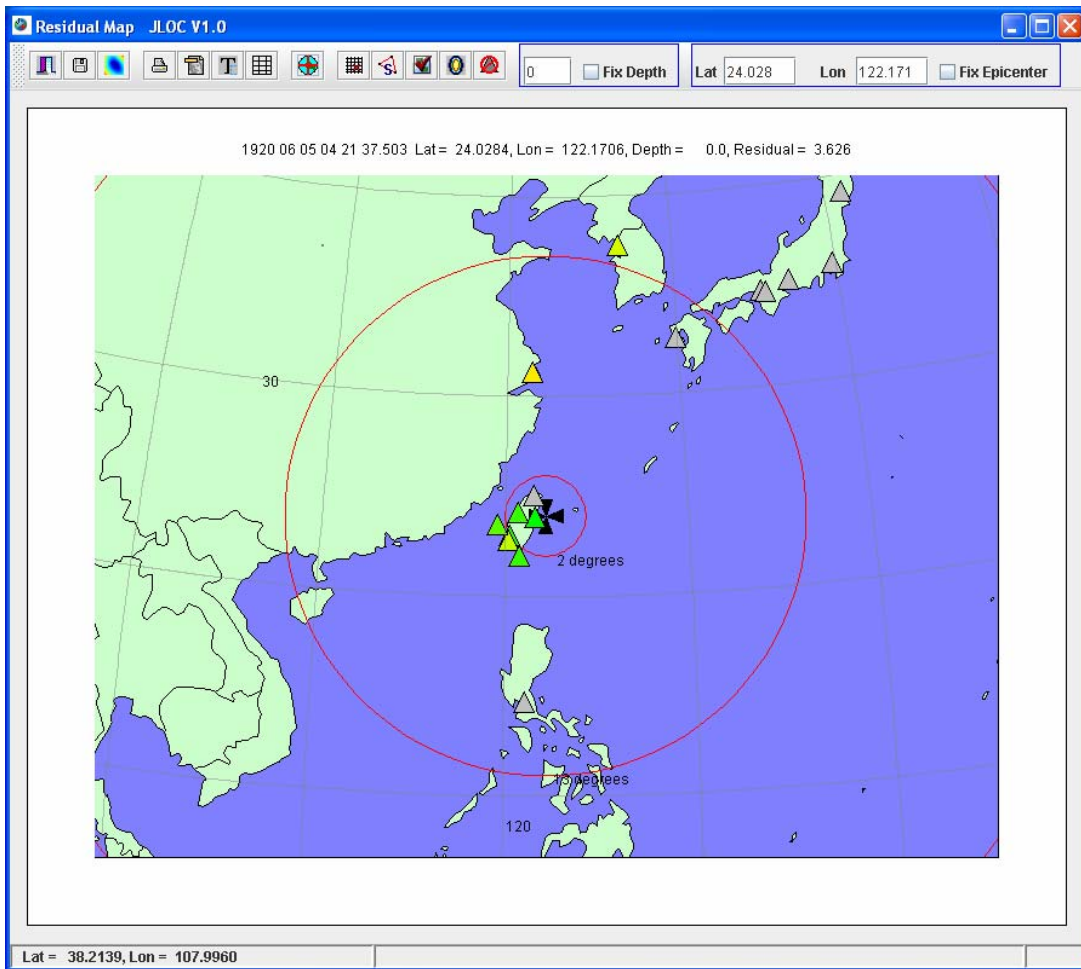 Residual Map JLOC V1.0
T S 0 Fix Depth Lat 24.028 Lon 122.171 Fix Epicenter
1920 06 05 04 21 37.503 Lat = 24.0284, Lon = 122.1706, Depth = 0.0, Residual = 3.626
30
2 degrees
13 degrees
120
Lat = 38.2139, Lon = 107.9960